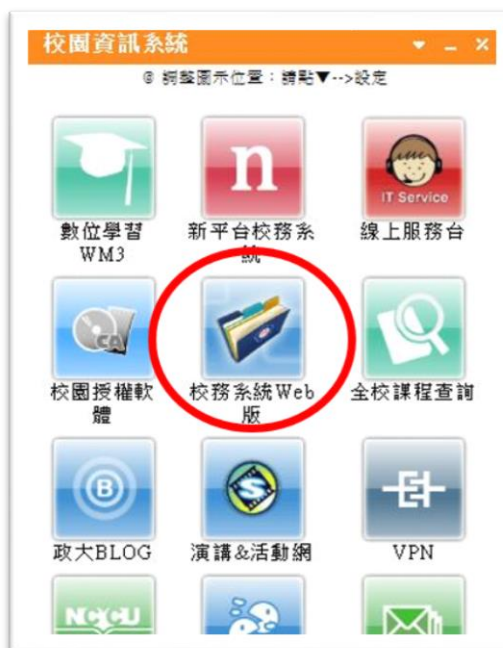 校園資訊系統
@ 調整圖示位置：請點▼-->設定
n
IT Service
數位學習
WM3
新平台校務系
統
線上服務台
CA
校園授權軟
體
校務系統Web
版
全校課程查詢
B
S
政大BLOG
演講&活動網
VPN
NCCU